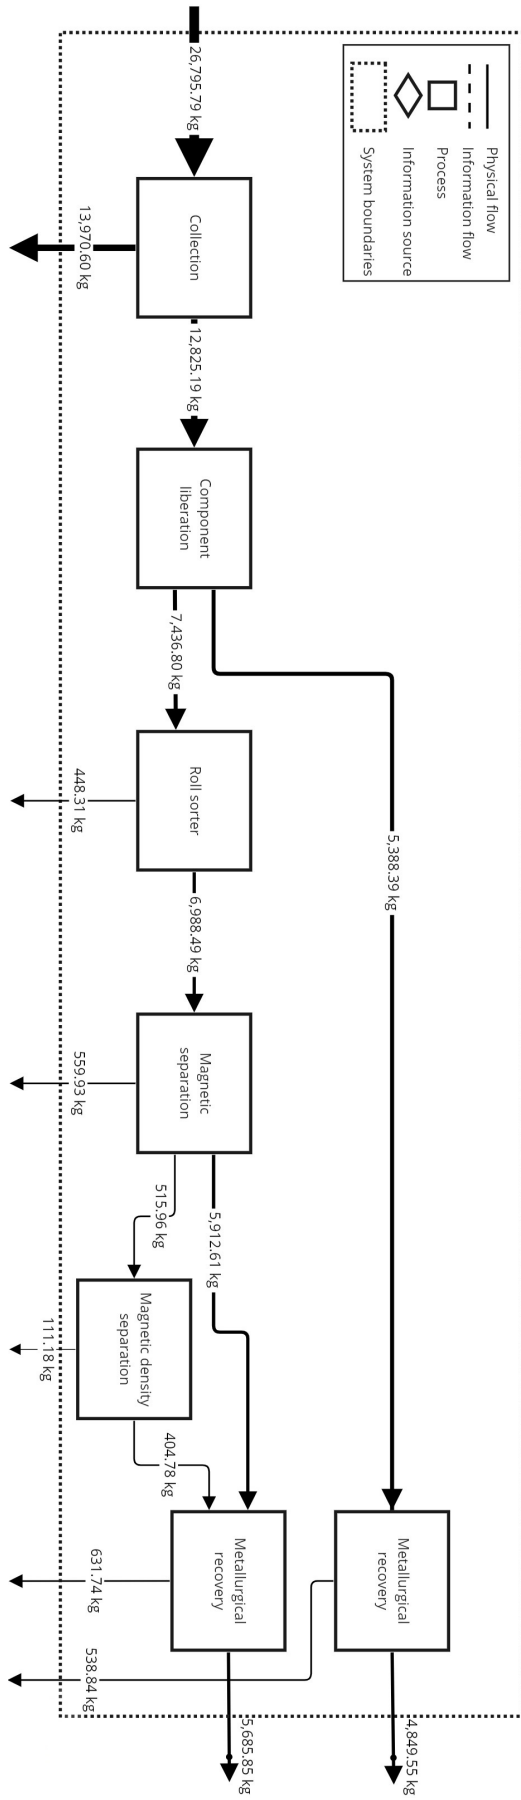 Physical flow
Information flow
Process
Information source
System boundaries
26,795.79 kg
Collection
13,970.60 kg
12,825.19 kg
Component
liberation
5,388.39 kg
7,436.80 kg
Roll sorter
448.31 kg
6,988.49 kg
Magnetic
separation
559.93 kg
5,912.61 kg
515.96 kg
Magnetic density
separation
111.18 kg
404.78 kg
Metallurgical
recovery
Metallurgical
recovery
631.74 kg
538.84 kg
4,849.55 kg
5,685.85 kg